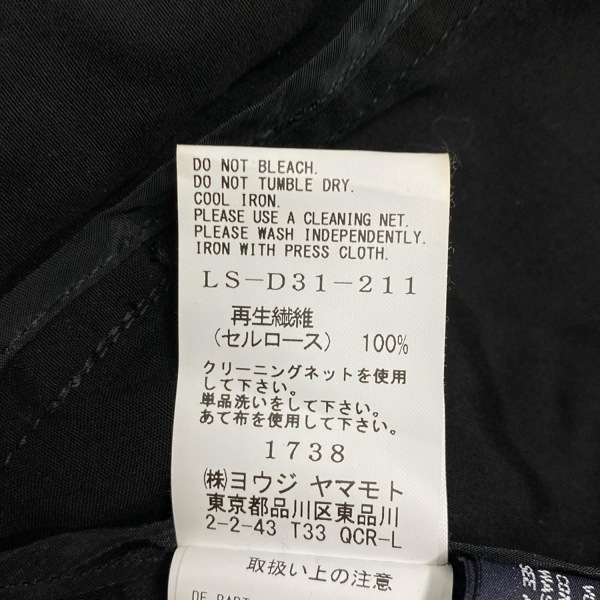 DO NOT BLEACH.
DO NOT TUMBLE DRY.
COOL IRON.
PLEASE USE A CLEANING NET.
PLEASE WASH INDEPENDENTLY.
IRON WITH PRESS CLOTH.
LS-D31-211
再生繊維
(セルロース) 100%
クリーニングネットを使用
して下さい。
単品洗いをして下さい。
あて布を使用して下さい。
1738
㈱ヨウジ ヤマモト
東京都品川区東品川
2-2-43 T33 QCR-L
取扱い上の注意